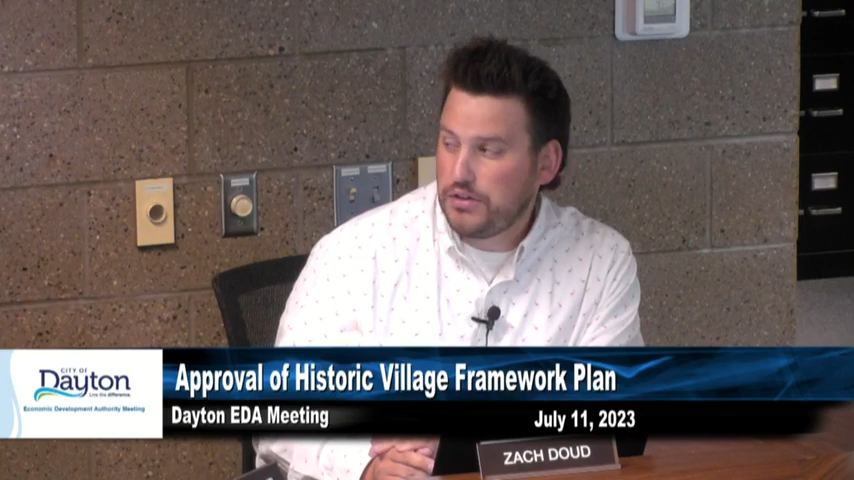 CITY OF
Dayton
Live the difference.
Economic Development Authority Meeting
Approval of Historic Village Framework Plan
Dayton EDA Meeting
July 11, 2023
ZACH DOUD